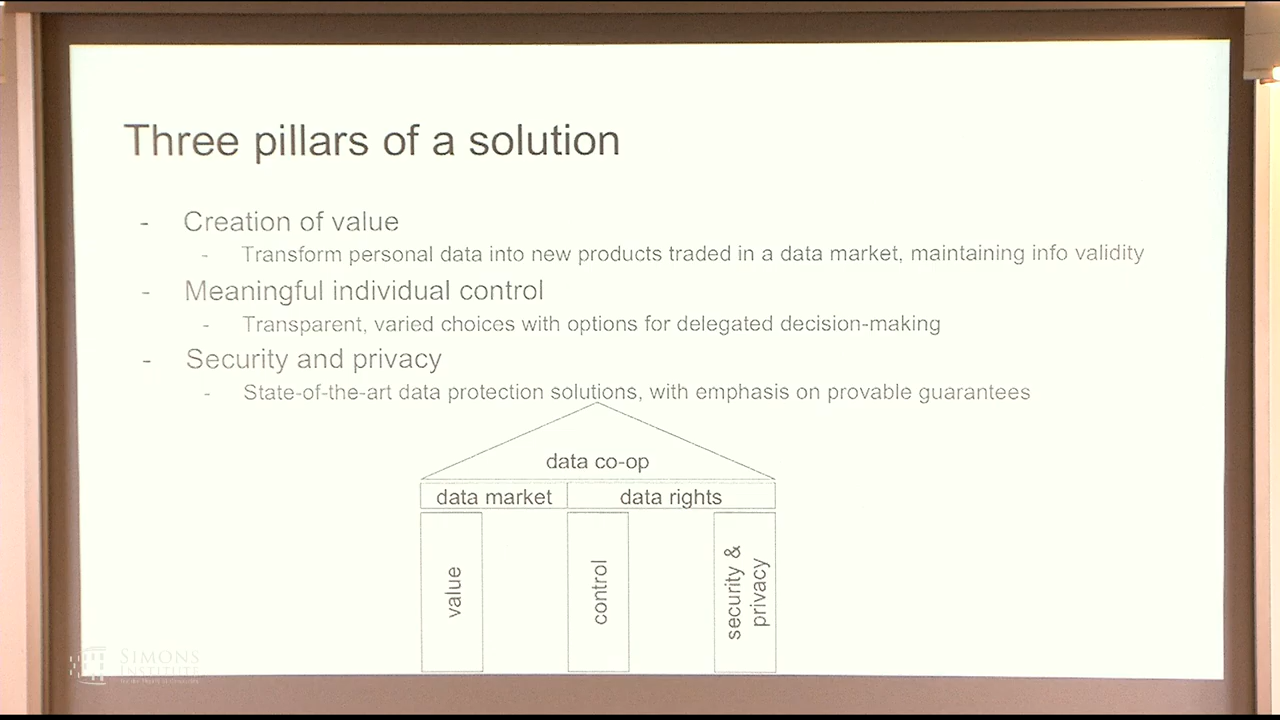 Three pillars of a solution
- Creation of value
- Transform personal data into new products traded in a data market, maintaining info validity
- Meaningful individual control
- Transparent, varied choices with options for delegated decision-making
- Security and privacy
- State-of-the-art data protection solutions, with emphasis on provable guarantees
data co-op
data market data rights
value
control
security &
privacy
SIMONS
INSTITUTE